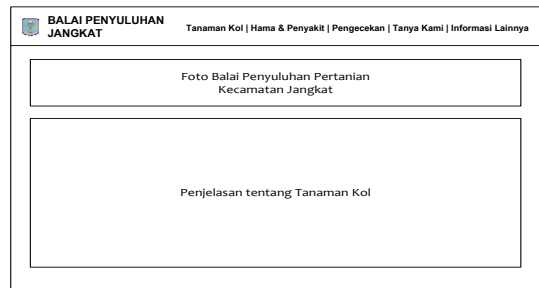 BALAI PENYULUHAN
JANGKAT
Tanaman Kol | Hama & Penyakit | Pengecekan | Tanya Kami | Informasi Lainnya
Foto Balai Penyuluhan Pertanian
Kecamatan Jangkat
Penjelasan tentang Tanaman Kol